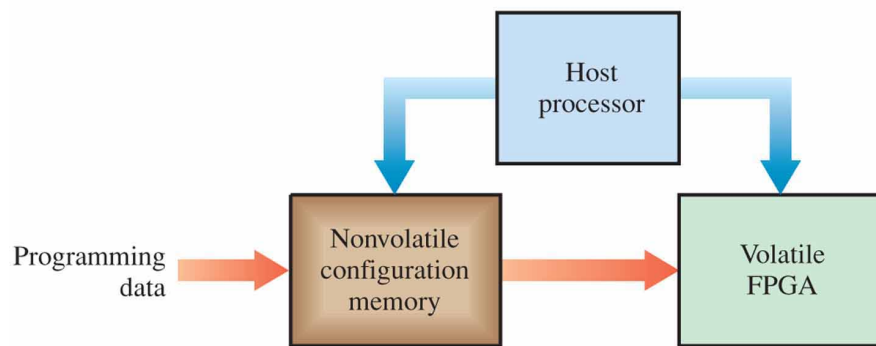 Host
processor
Programming
data
Nonvolatile
configuration
memory
Volatile
FPGA